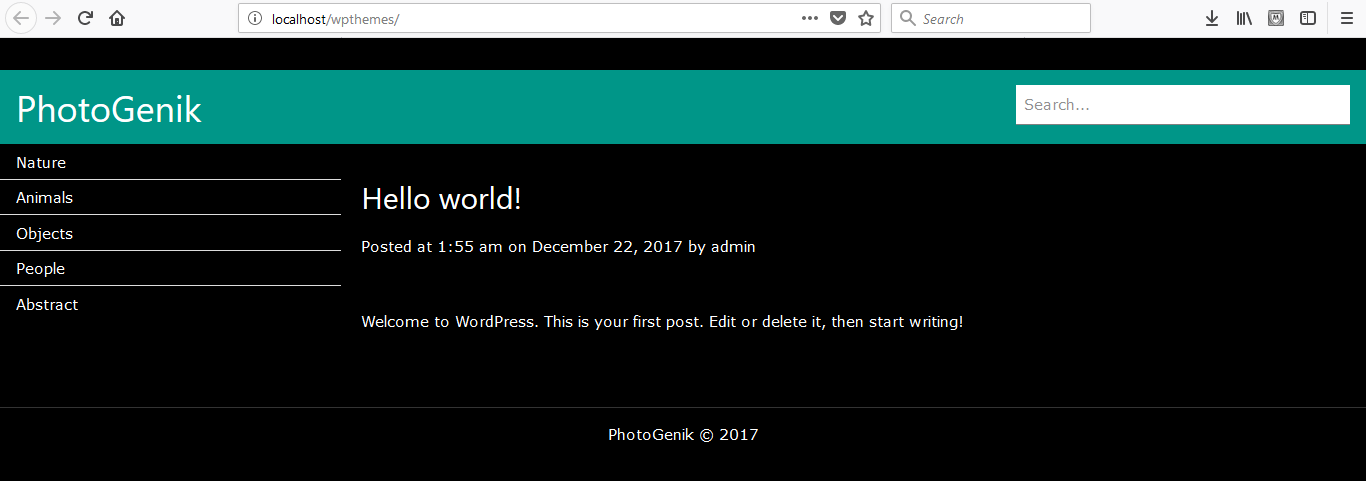 localhost/wpthemes/
Search
PhotoGenik
Search...
Nature
Animals
Objects
People
Abstract
Hello world!
Posted at 1:55 am on December 22, 2017 by admin
Welcome to WordPress. This is your first post. Edit or delete it, then start writing!
PhotoGenik © 2017